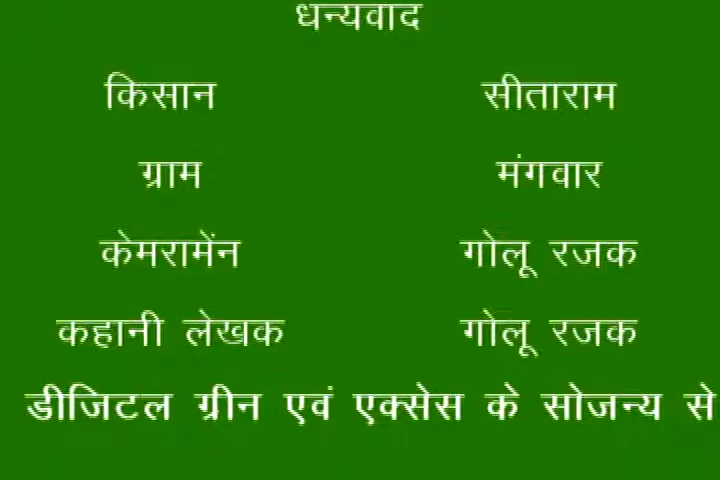 धन्यवाद
किसान सीताराम
ग्राम मंगवार
केमरामेंन गोलू रजक
कहानी लेखक गोलू रजक
डीजिटल ग्रीन एवं एक्सेस के सोजन्य से